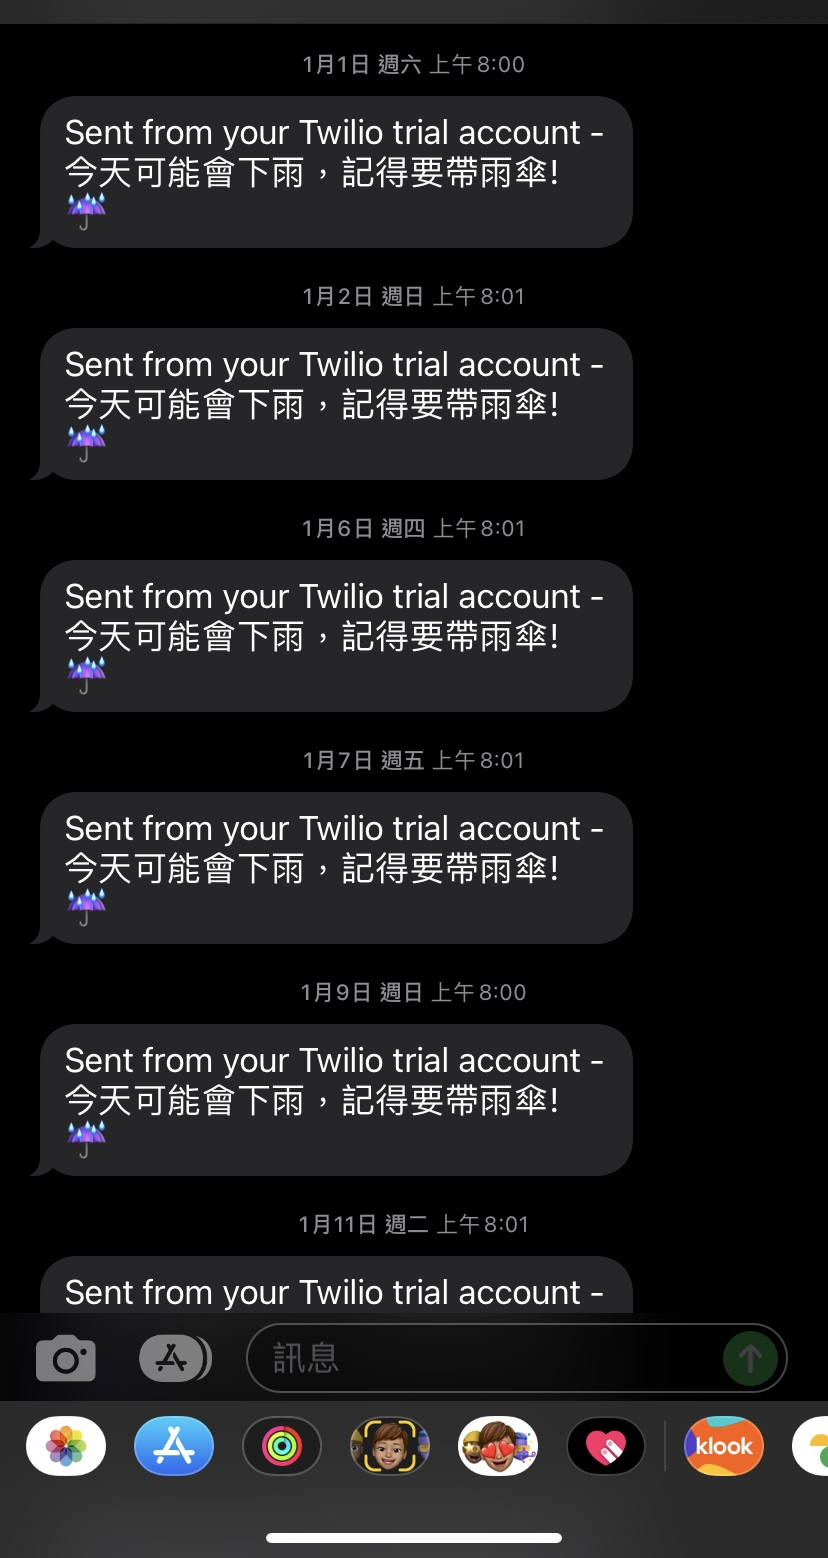 1月1日 週六 上午8:00
Sent from your Twilio trial account -
今天可能會下雨，記得要帶雨傘!
☔
1月2日 週日 上午8:01
Sent from your Twilio trial account -
今天可能會下雨，記得要帶雨傘!
☔
1月6日 週四 上午8:01
Sent from your Twilio trial account -
今天可能會下雨，記得要帶雨傘!
☔
1月7日 週五 上午8:01
Sent from your Twilio trial account -
今天可能會下雨，記得要帶雨傘!
☔
1月9日 週日 上午8:00
Sent from your Twilio trial account -
今天可能會下雨，記得要帶雨傘!
☔
1月11日 週二 上午8:01
Sent from your Twilio trial account -
訊息
klook